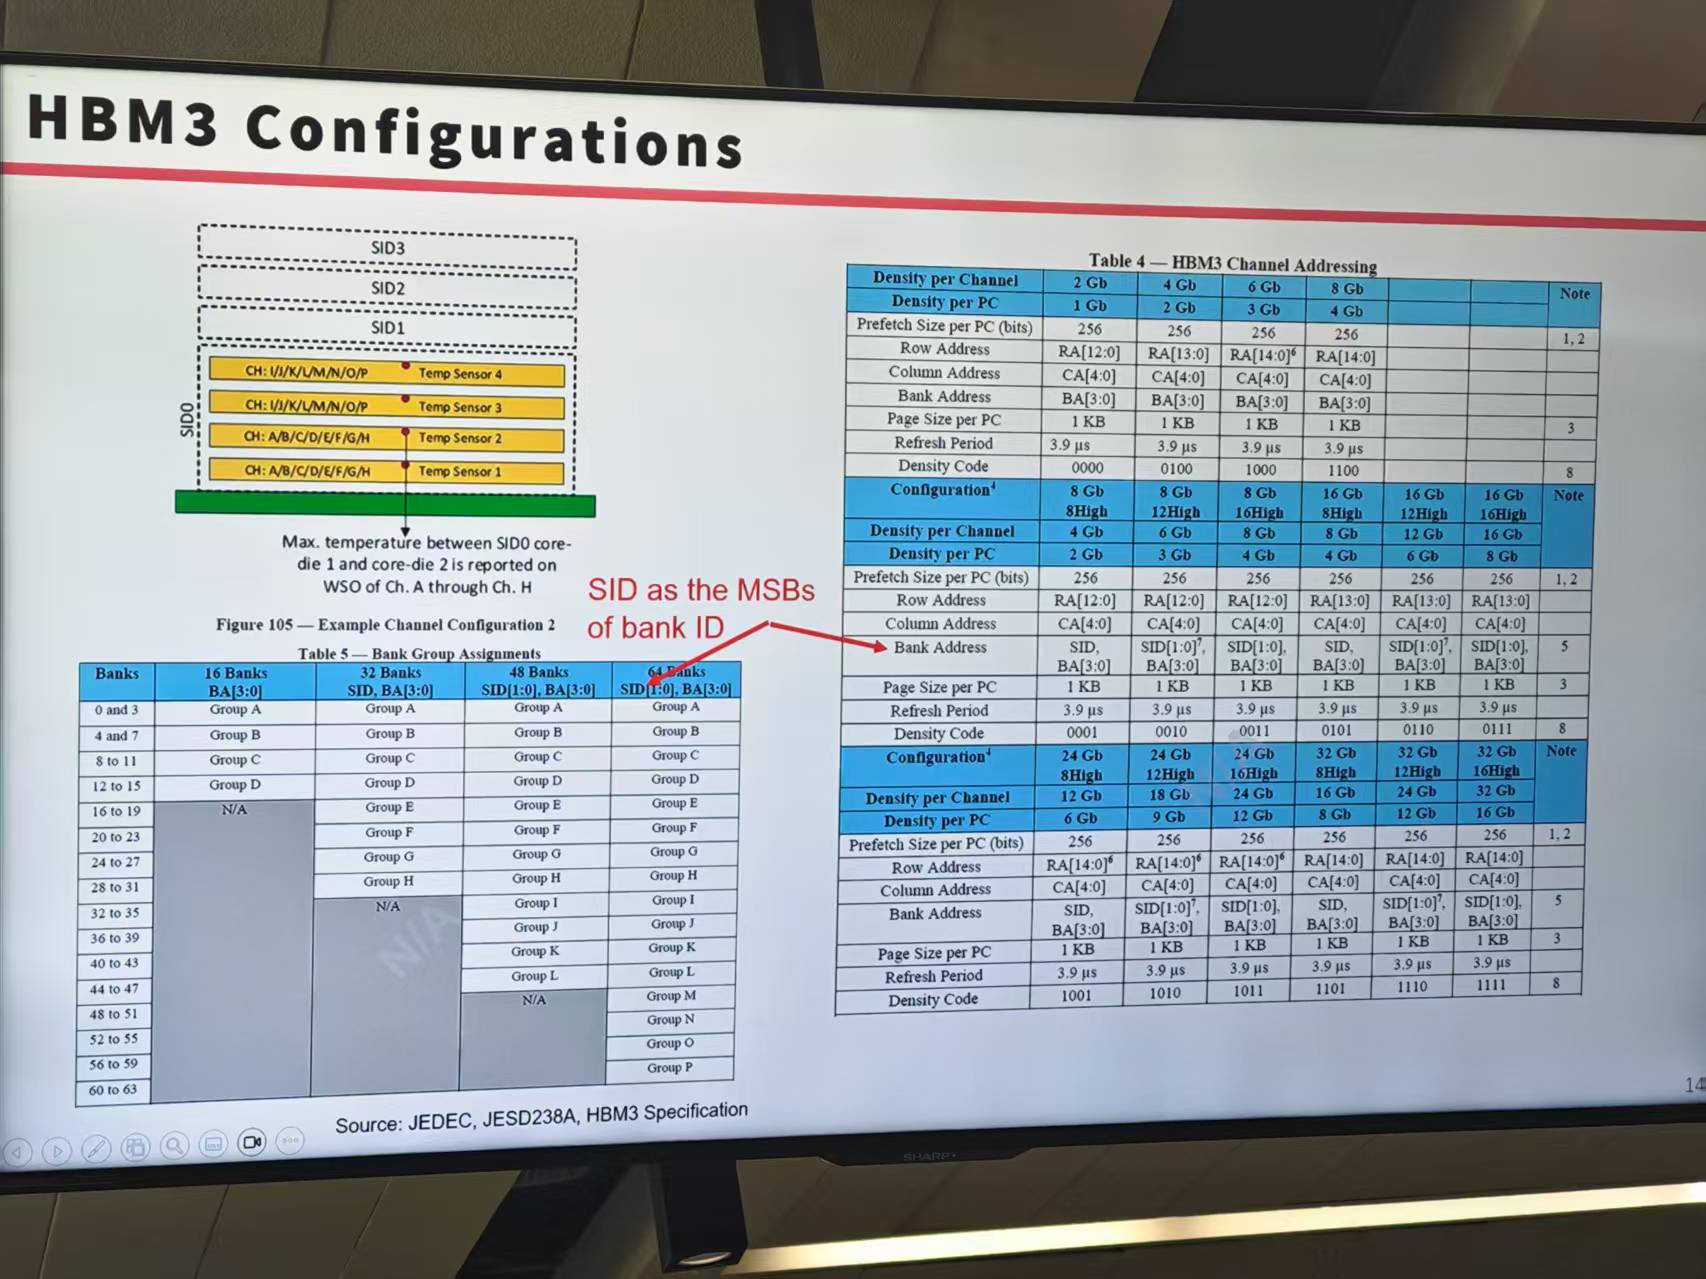 HBM3 Configurations
SID3
SID2
SID1
SID0
CH: I/J/K/L/M/N/O/P Temp Sensor 4
CH: I/J/K/L/M/N/O/P Temp Sensor 3
CH: A/B/C/D/E/F/G/H Temp Sensor 2
CH: A/B/C/D/E/F/G/H Temp Sensor 1
Max. temperature between SID0 core-
die 1 and core-die 2 is reported on
WSO of Ch. A through Ch. H
Figure 105 — Example Channel Configuration 2
SID as the MSBs
of bank ID
Table 5 — Bank Group Assignments
Banks 16 Banks 32 Banks 48 Banks 64 Banks
BA[3:0] SID, BA[3:0] SID[1:0], BA[3:0] SID[1:0], BA[3:0]
0 and 3 Group A Group A Group A Group A
4 and 7 Group B Group B Group B Group B
8 to 11 Group C Group C Group C Group C
12 to 15 Group D Group D Group D Group D
16 to 19 N/A Group E Group E Group E
20 to 23 Group F Group F Group F
24 to 27 Group G Group G Group G
28 to 31 Group H Group H Group H
32 to 35 N/A Group I Group I
36 to 39 Group J Group J
40 to 43 Group K Group K
44 to 47 Group L Group L
48 to 51 N/A Group M
52 to 55 Group N
56 to 59 Group O
60 to 63 Group P
N/A
Source: JEDEC, JESD238A, HBM3 Specification
Table 4 — HBM3 Channel Addressing
Density per Channel 2 Gb 4 Gb 6 Gb 8 Gb Note
Density per PC 1 Gb 2 Gb 3 Gb 4 Gb
Prefetch Size per PC (bits) 256 256 256 256 1, 2
Row Address RA[12:0] RA[13:0] RA[14:0]6 RA[14:0]
Column Address CA[4:0] CA[4:0] CA[4:0] CA[4:0]
Bank Address BA[3:0] BA[3:0] BA[3:0] BA[3:0]
Page Size per PC 1 KB 1 KB 1 KB 1 KB 3
Refresh Period 3.9 µs 3.9 µs 3.9 µs 3.9 µs
Density Code 0000 0100 1000 1100 8
Configuration4 8 Gb 8 Gb 8 Gb 16 Gb 16 Gb 16 Gb Note
8High 12High 16High 8High 12High 16High
Density per Channel 4 Gb 6 Gb 8 Gb 8 Gb 12 Gb 16 Gb
Density per PC 2 Gb 3 Gb 4 Gb 4 Gb 6 Gb 8 Gb
Prefetch Size per PC (bits) 256 256 256 256 256 256 1, 2
Row Address RA[12:0] RA[12:0] RA[12:0] RA[13:0] RA[13:0] RA[13:0]
Column Address CA[4:0] CA[4:0] CA[4:0] CA[4:0] CA[4:0] CA[4:0]
Bank Address SID, SID[1:0]7, SID[1:0], SID, SID[1:0]7, SID[1:0], 5
BA[3:0] BA[3:0] BA[3:0] BA[3:0] BA[3:0] BA[3:0]
Page Size per PC 1 KB 1 KB 1 KB 1 KB 1 KB 1 KB 3
Refresh Period 3.9 µs 3.9 µs 3.9 µs 3.9 µs 3.9 µs 3.9 µs
Density Code 0001 0010 0011 0101 0110 0111 8
Configuration4 24 Gb 24 Gb 24 Gb 32 Gb 32 Gb 32 Gb Note
8High 12High 16High 8High 12High 16High
Density per Channel 12 Gb 18 Gb 24 Gb 16 Gb 24 Gb 32 Gb
Density per PC 6 Gb 9 Gb 12 Gb 8 Gb 12 Gb 16 Gb
Prefetch Size per PC (bits) 256 256 256 256 256 256 1, 2
Row Address RA[14:0]6 RA[14:0]6 RA[14:0]6 RA[14:0] RA[14:0] RA[14:0]
Column Address CA[4:0] CA[4:0] CA[4:0] CA[4:0] CA[4:0] CA[4:0]
Bank Address SID, SID[1:0]7, SID[1:0], SID, SID[1:0]7, SID[1:0], 5
BA[3:0] BA[3:0] BA[3:0] BA[3:0] BA[3:0] BA[3:0]
Page Size per PC 1 KB 1 KB 1 KB 1 KB 1 KB 1 KB 3
Refresh Period 3.9 µs 3.9 µs 3.9 µs 3.9 µs 3.9 µs 3.9 µs
Density Code 1001 1010 1011 1101 1110 1111 8
14
SHARP